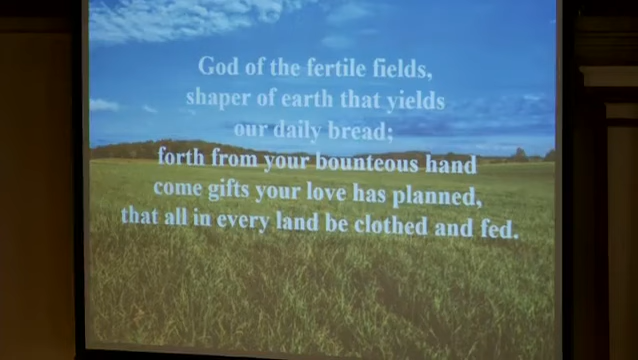 God of the fertile fields,
shaper of earth that yields
our daily bread;
forth from your bounteous hand
come gifts your love has planned,
that all in every land be clothed and fed.